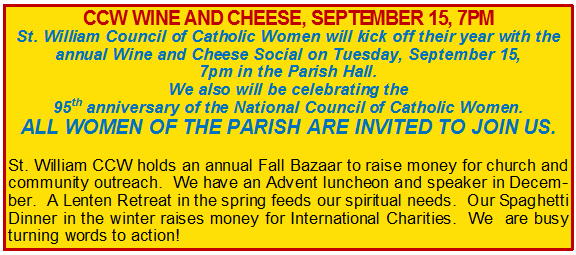 CCW WINE AND CHEESE, SEPTEMBER 15, 7PM
St. William Council of Catholic Women will kick off their year with the
annual Wine and Cheese Social on Tuesday, September 15,
7pm in the Parish Hall.
We also will be celebrating the
95th anniversary of the National Council of Catholic Women.
ALL WOMEN OF THE PARISH ARE INVITED TO JOIN US.
St. William CCW holds an annual Fall Bazaar to raise money for church and
community outreach.  We have an Advent luncheon and speaker in Decem-
ber.  A Lenten Retreat in the spring feeds our spiritual needs.  Our Spaghetti
Dinner in the winter raises money for International Charities.  We  are busy
turning words to action!